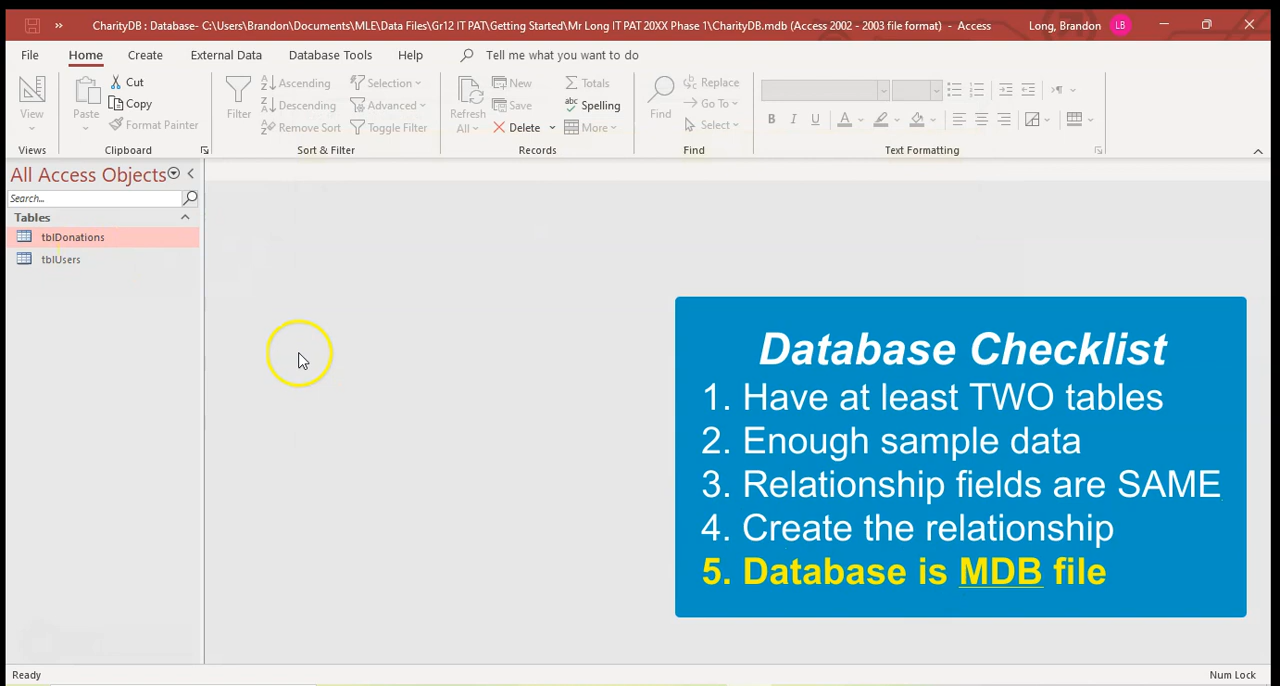 CharityDB : Database- C:\Users\Brandon\Documents\MLE\Data Files\Gr12 IT PAT\Getting Started\Mr Long IT PAT 20XX Phase 1\CharityDB.mdb (Access 2002 - 2003 file format) - Access
Long, Brandon LB
File Home Create External Data Database Tools Help Tell me what you want to do
View
Views
Paste
Cut
Copy
Format Painter
Clipboard
Filter
Ascending
Descending
Remove Sort
Selection
Advanced
Toggle Filter
Sort & Filter
Refresh
All
New
Save
Delete
Totals
Spelling
More
Records
Find
Replace
Go To
Select
Find
B I U A
Text Formatting
All Access Objects
Search...
Tables
tblDonations
tblUsers
Database Checklist
1. Have at least TWO tables
2. Enough sample data
3. Relationship fields are SAME
4. Create the relationship
5. Database is MDB file
Ready
Num Lock